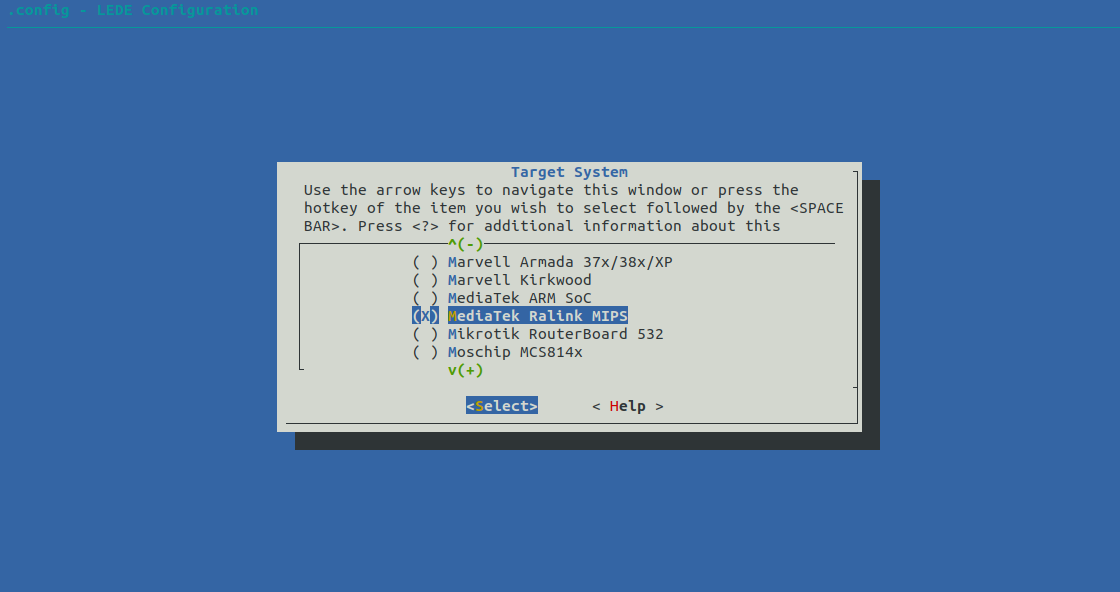 .config - LEDE Configuration
Target System
Use the arrow keys to navigate this window or press the
hotkey of the item you wish to select followed by the <SPACE
BAR>. Press <?> for additional information about this
^(-)
( ) Marvell Armada 37x/38x/XP
( ) Marvell Kirkwood
( ) MediaTek ARM SoC
(X) MediaTek Ralink MIPS
( ) Mikrotik RouterBoard 532
( ) Moschip MCS814x
v(+)
<Select> < Help >